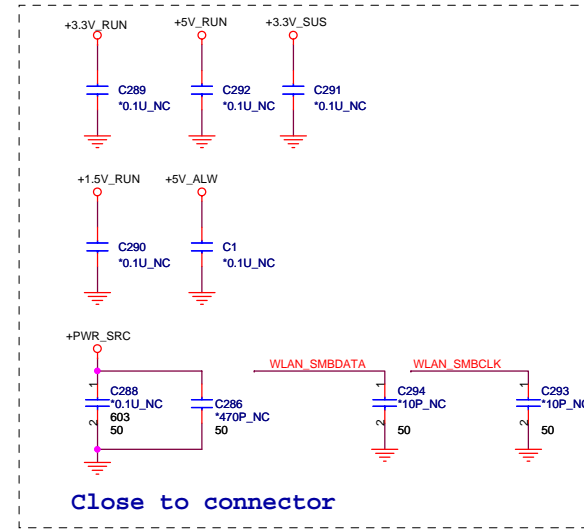 +3.3V_RUN
+5V_RUN
+3.3V_SUS
C289
*0.1U_NC
C292
*0.1U_NC
C291
*0.1U_NC
+1.5V_RUN
+5V_ALW
C290
*0.1U_NC
C1
*0.1U_NC
+PWR_SRC
WLAN_SMBDATA
WLAN_SMBCLK
1
C288
*0.1U_NC
603
50
2
C286
*470P_NC
50
1
C294
*10P_NC
50
2
1
C293
*10P_NC
50
2
Close to connector